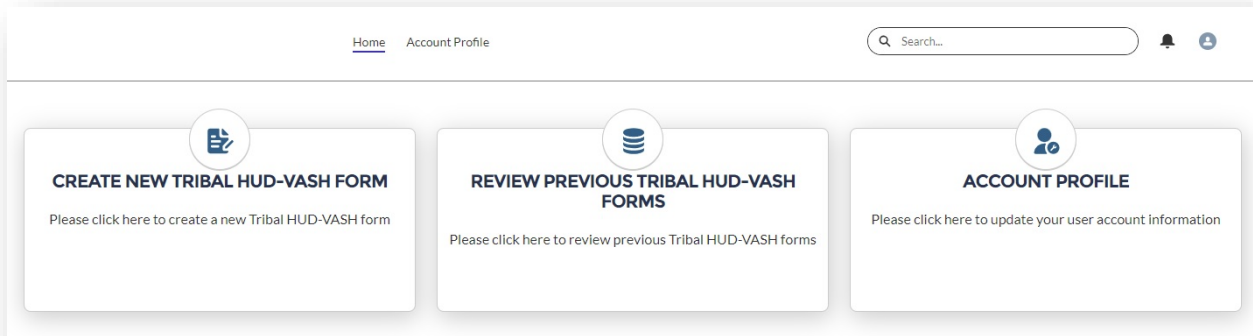 Home Account Profile Search...
CREATE NEW TRIBAL HUD-VASH FORM
Please click here to create a new Tribal HUD-VASH form
REVIEW PREVIOUS TRIBAL HUD-VASH
FORMS
Please click here to review previous Tribal HUD-VASH forms
ACCOUNT PROFILE
Please click here to update your user account information